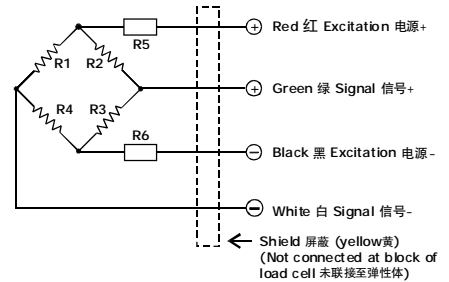 R5
Red 红 Excitation 电源+
R1 R2
Green 绿 Signal 信号+
R4 R3
R6
Black 黑 Excitation 电源-
White 白 Signal 信号-
Shield 屏蔽 (yellow黄)
(Not connected at block of
load cell 未联接至弹性体)